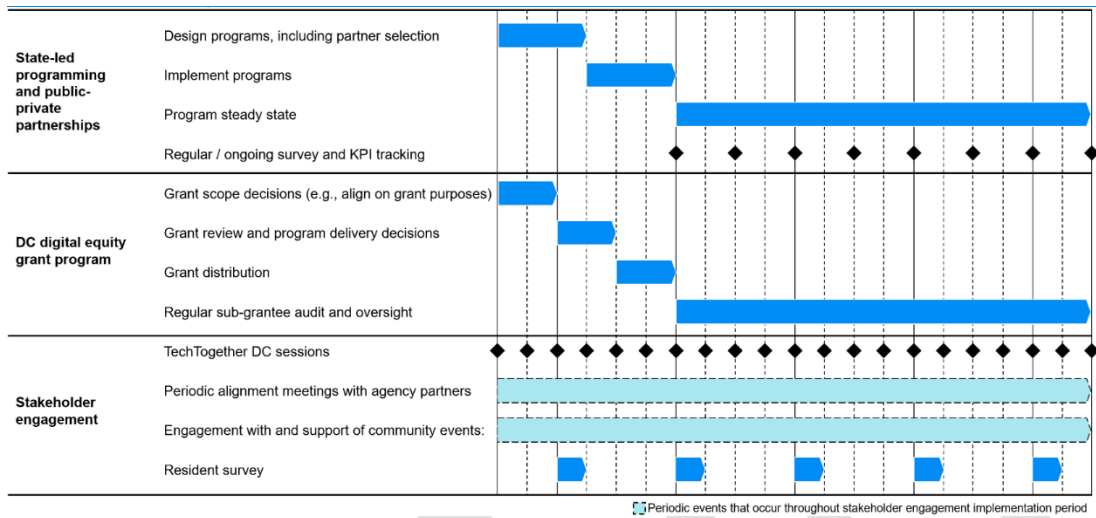 State-led
programming
and public-
private
partnerships
Design programs, including partner selection
Implement programs
Program steady state
Regular / ongoing survey and KPI tracking
DC digital equity
grant program
Grant scope decisions (e.g., align on grant purposes)
Grant review and program delivery decisions
Grant distribution
Regular sub-grantee audit and oversight
Stakeholder
engagement
TechTogether DC sessions
Periodic alignment meetings with agency partners
Engagement with and support of community events:
Resident survey
Periodic events that occur throughout stakeholder engagement implementation period